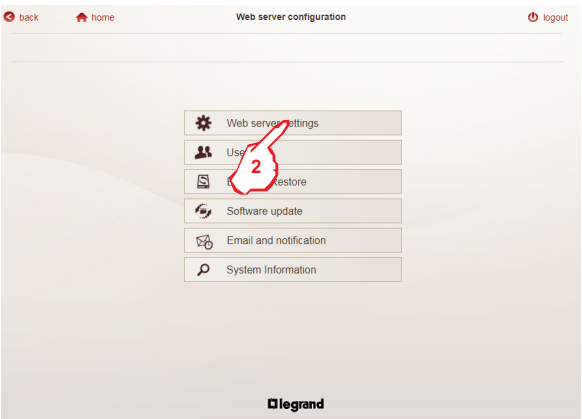 back home Web server configuration logout
Web server settings
2
Restore
Software update
Email and notification
System Information
legrand